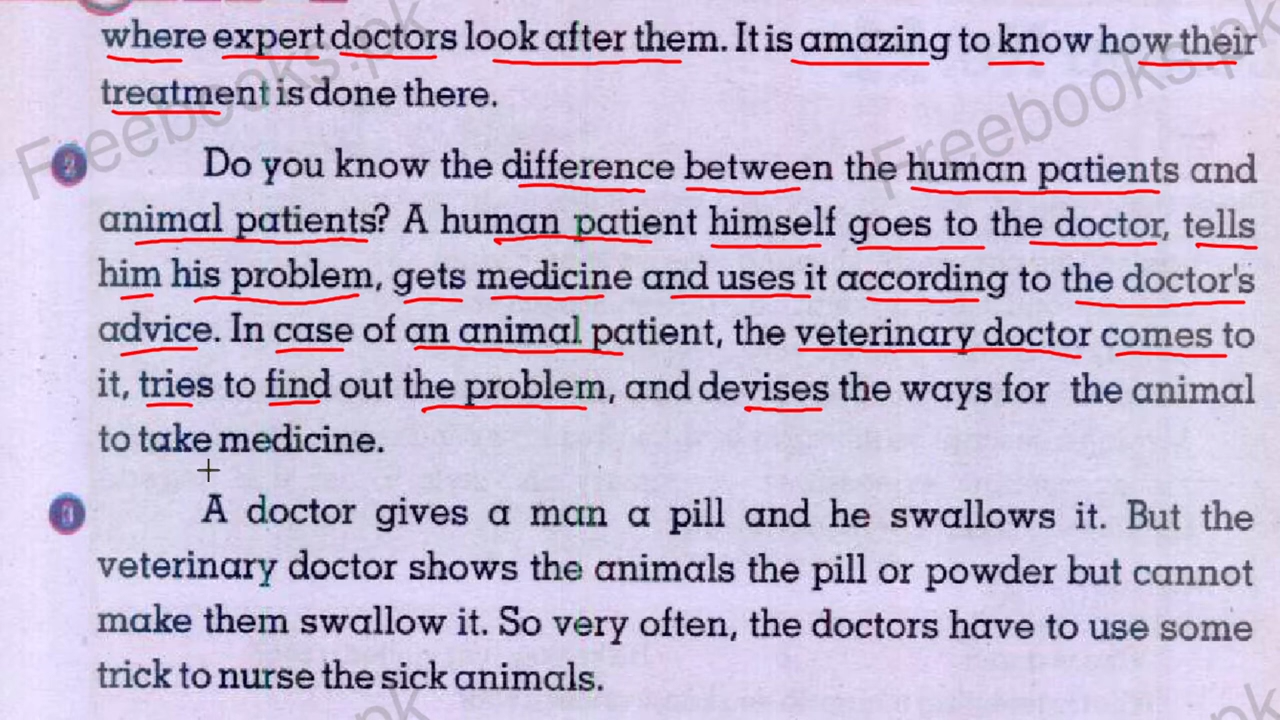 where expert doctors look after them. It is amazing to know how their
treatment is done there.
2 Do you know the difference between the human patients and
animal patients? A human patient himself goes to the doctor, tells
him his problem, gets medicine and uses it according to the doctor's
advice. In case of an animal patient, the veterinary doctor comes to
it, tries to find out the problem, and devises the ways for the animal
to take medicine.
3 A doctor gives a man a pill and he swallows it. But the
veterinary doctor shows the animals the pill or powder but cannot
make them swallow it. So very often, the doctors have to use some
trick to nurse the sick animals.
Freebooks.pk
Freebooks.pk